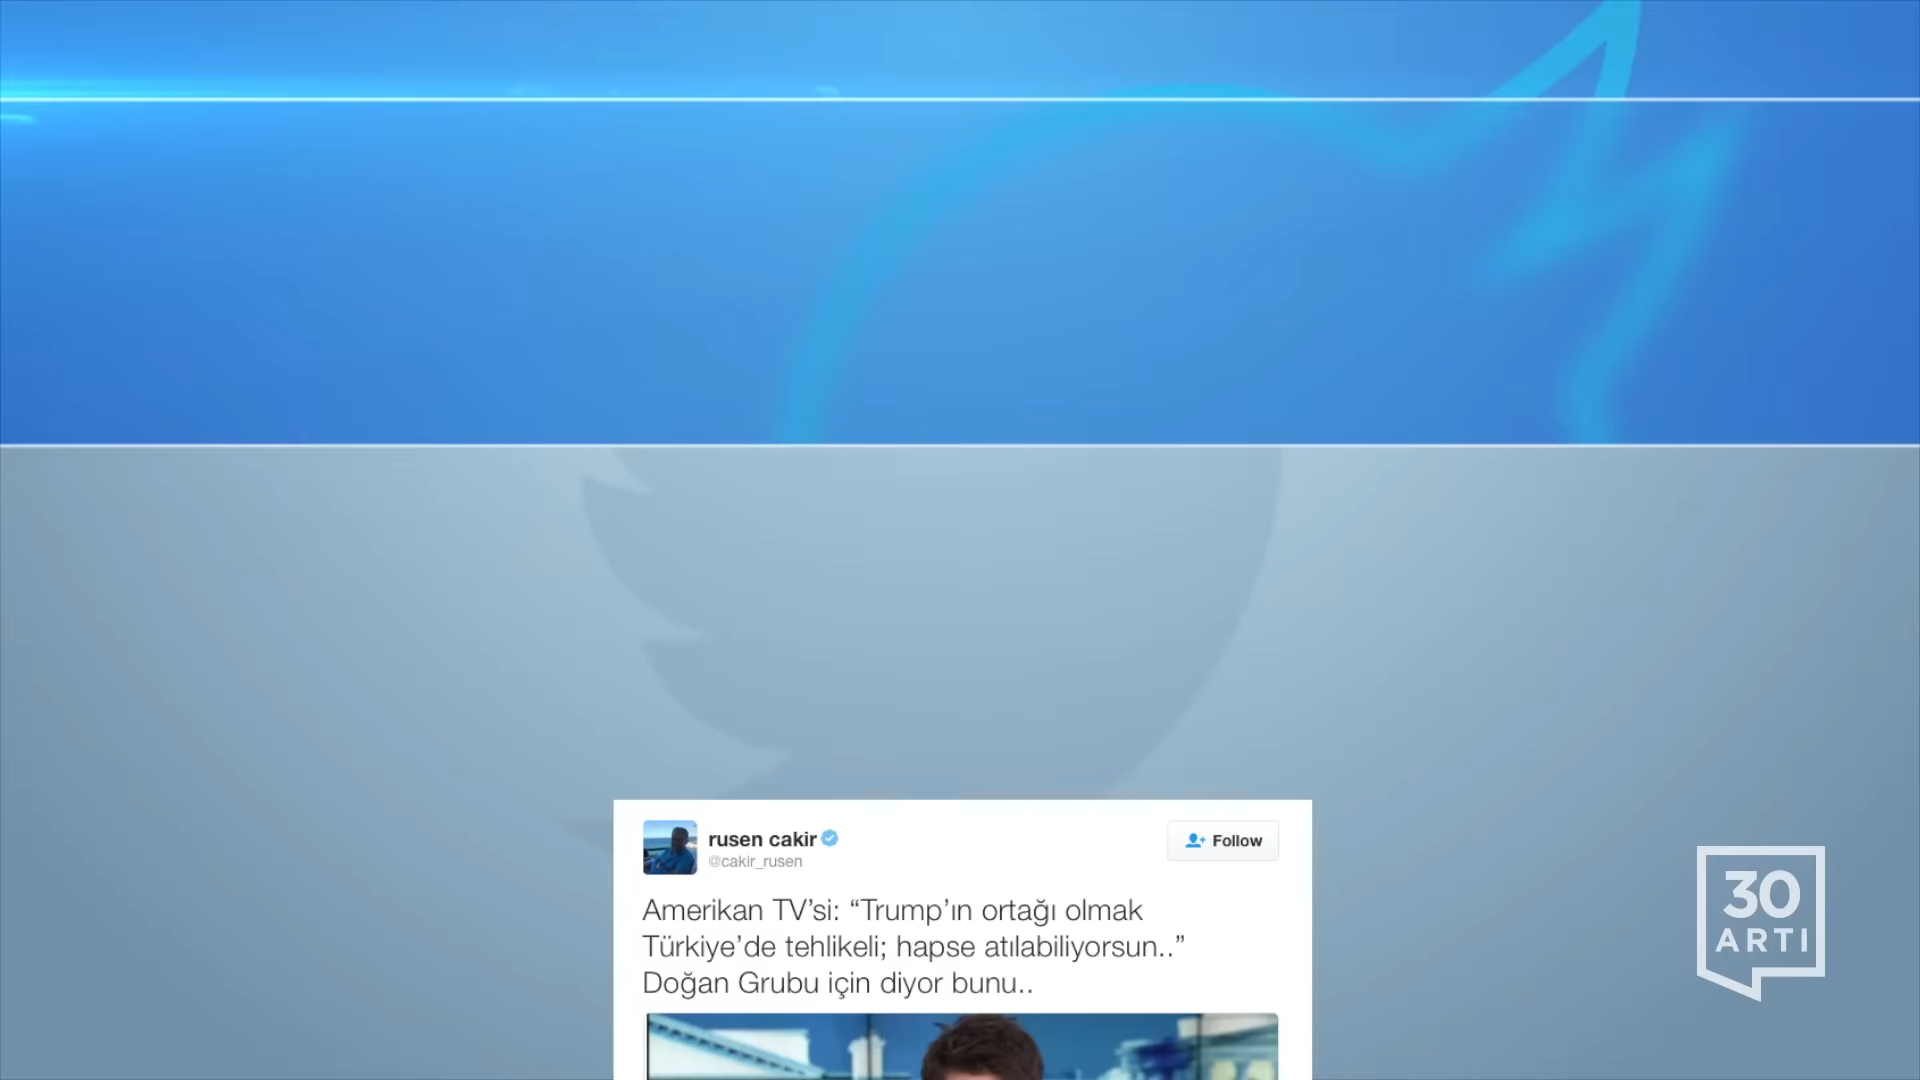 rusen cakir
@cakir_rusen
Follow
Amerikan TV’si: “Trump’ın ortağı olmak
Türkiye’de tehlikeli; hapse atılabiliyorsun..”
Doğan Grubu için diyor bunu..
30
ARTI